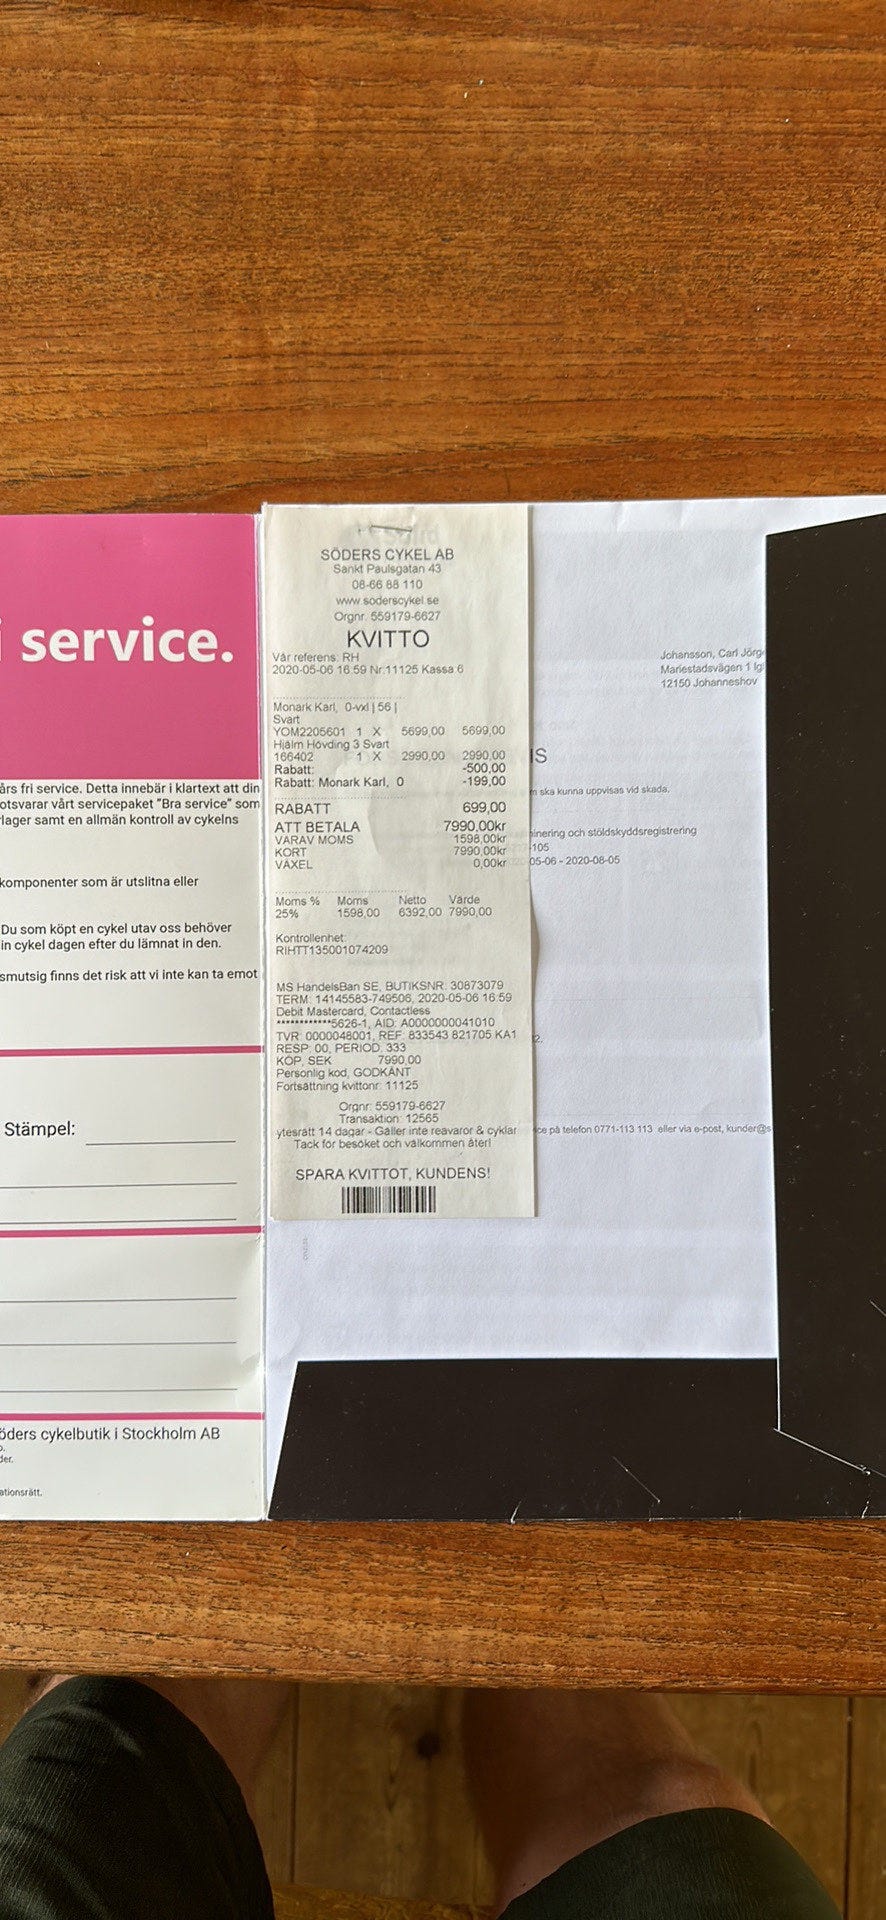 service.
års fri service. Detta innebär i klartext att din
otsvarar vårt servicepaket "Bra service" som
lager samt en allmän kontroll av cykelns
komponenter som är utslitna eller
Du som köpt en cykel utav oss behöver
in cykel dagen efter du lämnat in den.
smutsig finns det risk att vi inte kan ta emot
Stämpel:
öders cykelbutik i Stockholm AB
ationsrätt.
SÖDERS CYKEL AB
Sankt Paulsgatan 43
08-66 88 110
www.soderscykel.se
Orgnr. 559179-6627
KVITTO
Vår referens: RH
2020-05-06 16:59 Nr:11125 Kassa 6
Monark Karl, 0-vxl | 56 |
Svart
YOM2205601 1 X 5699,00 5699,00
Hjälm Hövding 3 Svart
166402 1 X 2990,00 2990,00
Rabatt: -500,00
Rabatt: Monark Karl, 0 -199,00
RABATT 699,00
ATT BETALA 7990,00kr
VARAV MOMS 1598,00kr
KORT 7990,00kr
VÄXEL 0,00kr
Moms % Moms Netto Värde
25% 1598,00 6392,00 7990,00
Kontrollenhet:
RIHTT135001074209
MS HandelsBan SE, BUTIKSNR: 30873079
TERM: 14145583-749506, 2020-05-06 16:59
Debit Mastercard, Contactless
************5626-1, AID: A0000000041010
TVR: 0000048001, REF: 833543 821705 KA1
RESP: 00, PERIOD: 333
KÖP, SEK 7990,00
Personlig kod, GODKÄNT
Fortsättning kvittonr: 11125
Orgnr: 559179-6627
Transaktion: 12565
ytesrätt 14 dagar - Gäller inte reavaror & cyklar
Tack för besöket och välkommen åter!
SPARA KVITTOT, KUNDENS!
Johansson, Carl Jörg
Mariestadsvägen 1 lg
12150 Johanneshov
IS
ska kunna uppvisas vid skada.
inering och stöldskyddsregistrering
105
05-06 - 2020-08-05
2.
ce på telefon 0771-113 113 eller via e-post, kunder@s